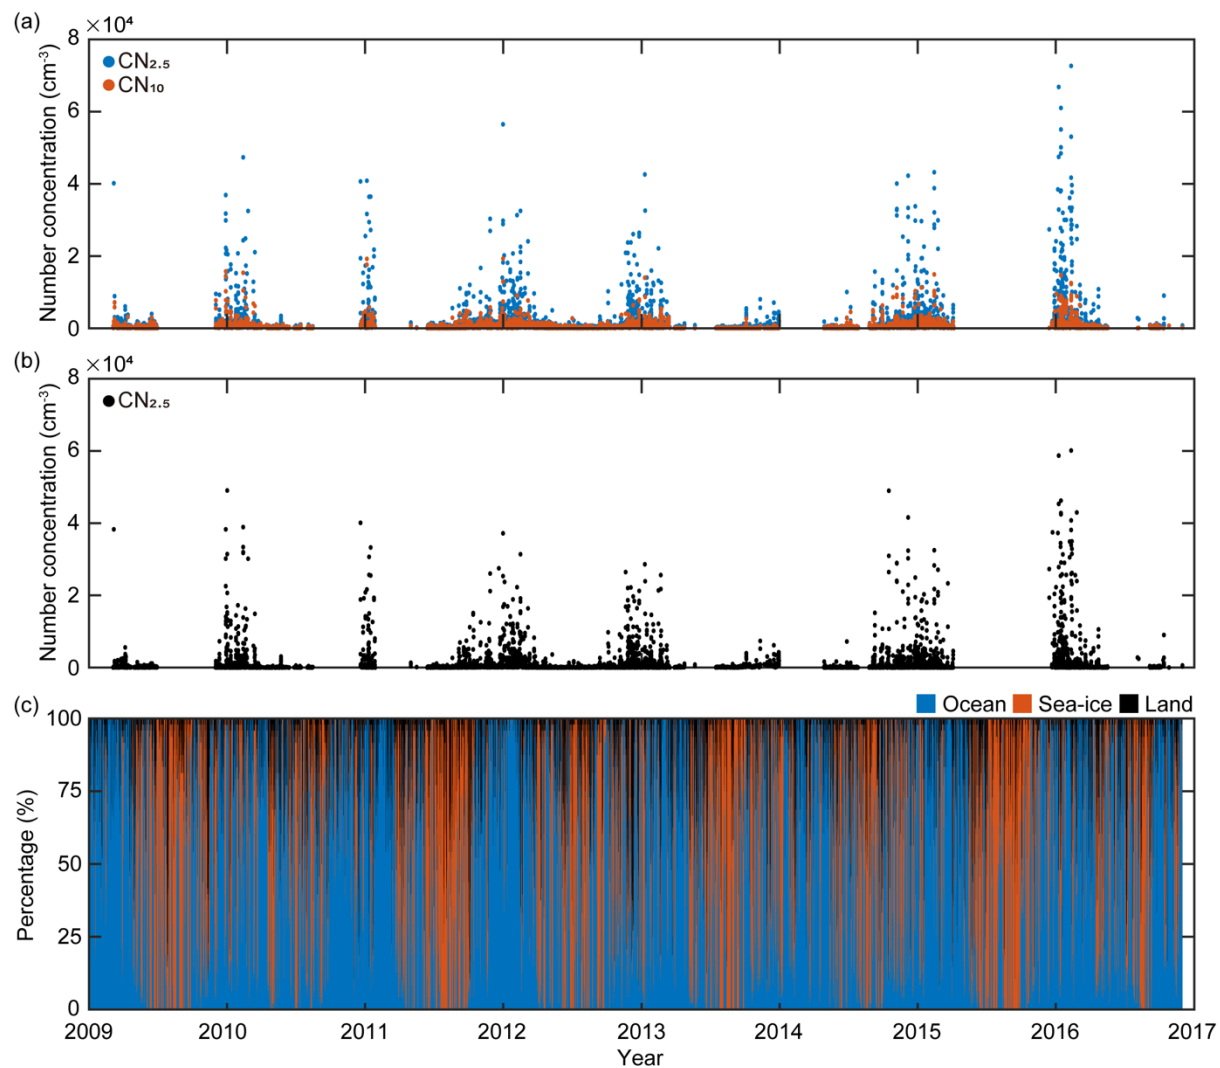 (a)
×10⁴
8
6
4
2
0
Number concentration (cm⁻³)
CN₂.₅
CN₁₀
(b)
×10⁴
8
6
4
2
0
Number concentration (cm⁻³)
CN₂.₅
(c)
Ocean Sea-ice Land
100
75
50
25
0
Percentage (%)
2009 2010 2011 2012 2013 2014 2015 2016 2017
Year